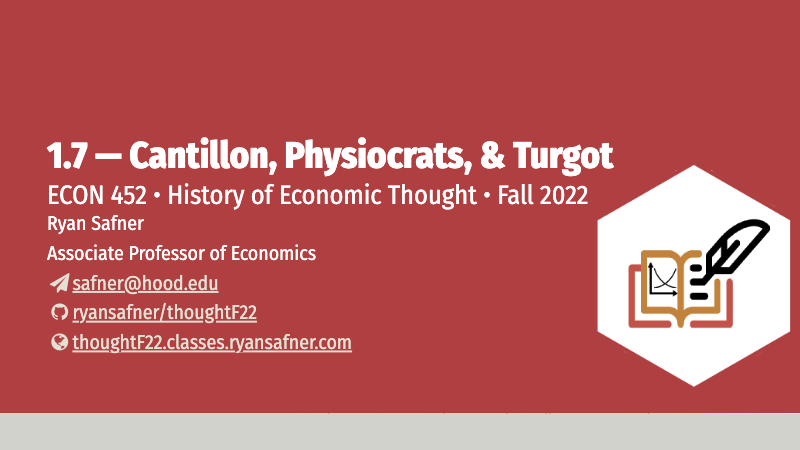 1.7 — Cantillon, Physiocrats, & Turgot
ECON 452 • History of Economic Thought • Fall 2022
Ryan Safner
Associate Professor of Economics
safner@hood.edu
ryansafner/thoughtF22
thoughtF22.classes.ryansafner.com